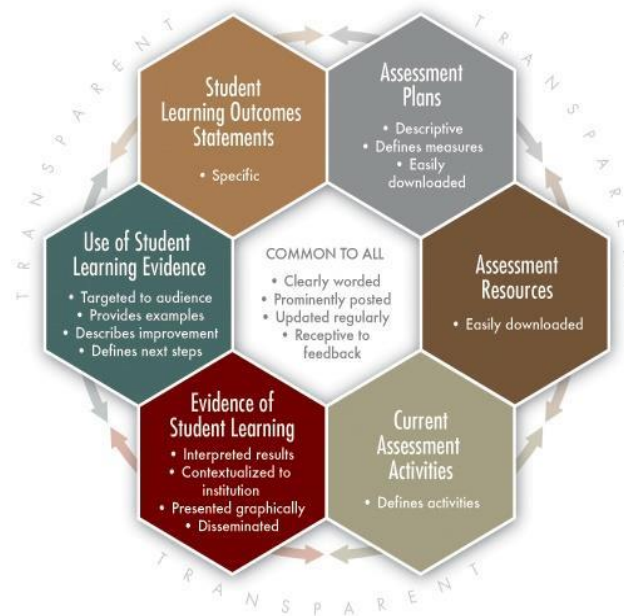 TRANSPARENT
TRANSPARENT
Student
Learning Outcomes
Statements
• Specific
Assessment
Plans
• Descriptive
• Defines measures
• Easily
downloaded
Use of Student
Learning Evidence
• Targeted to audience
• Provides examples
• Describes improvement
• Defines next steps
COMMON TO ALL
• Clearly worded
• Prominently posted
• Updated regularly
• Receptive to
feedback
Assessment
Resources
• Easily downloaded
Evidence of
Student Learning
• Interpreted results
• Contextualized to
institution
• Presented graphically
• Disseminated
Current
Assessment
Activities
• Defines activities
TRANSPARENT